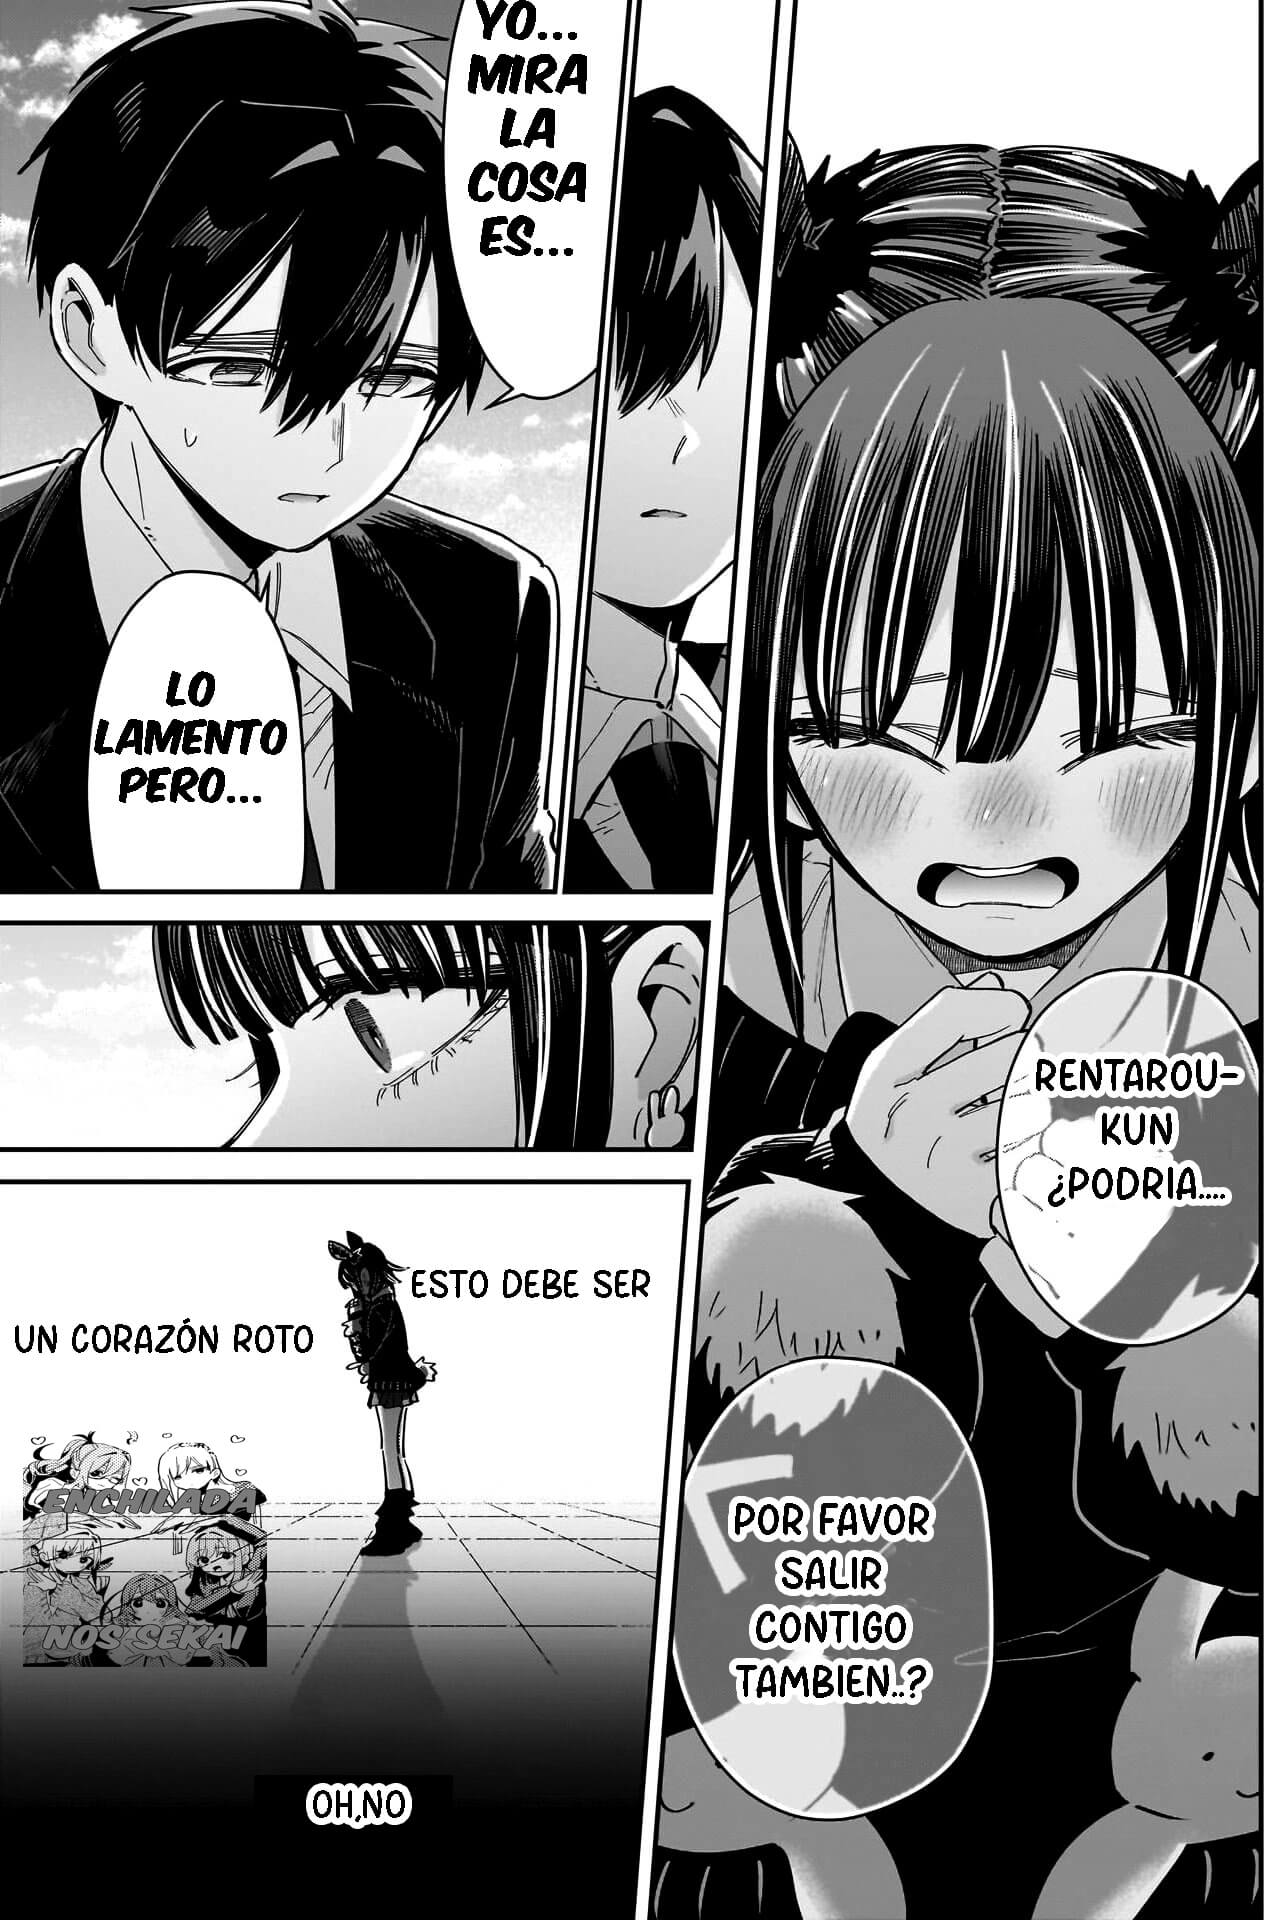 RENTAROU-
KUN
¿PODRIA....
POR FAVOR
SALIR
CONTIGO
TAMBIEN..?
YO...
MIRA
LA
COSA
ES...
LO
LAMENTO
PERO...
ESTO DEBE SER
UN CORAZÓN ROTO
ENCHILADA
NOS SEKAI
OH,NO